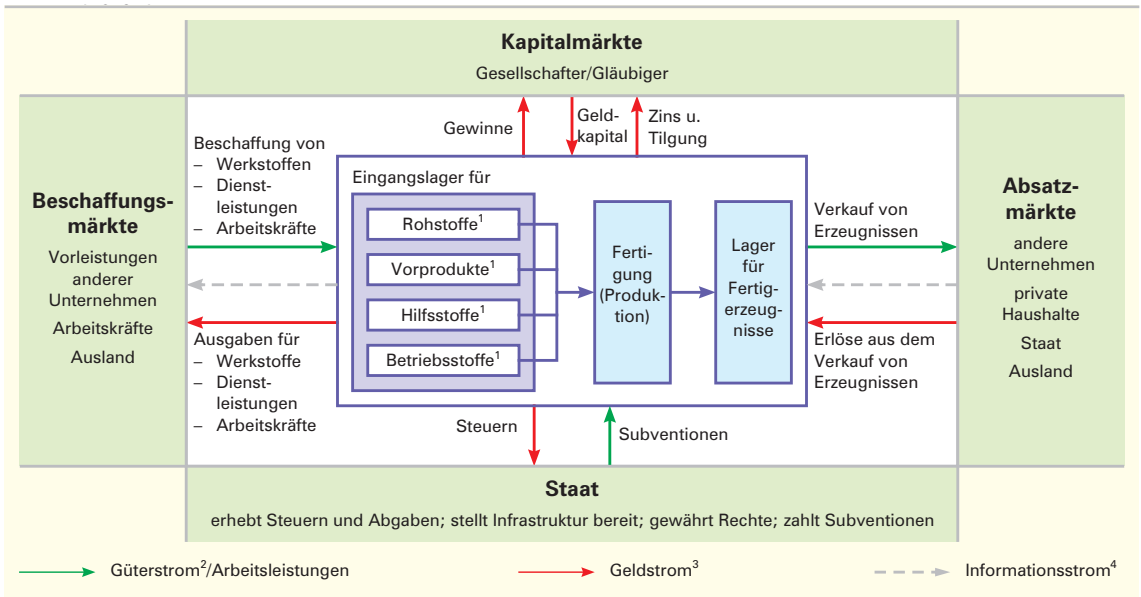 Kapitalmärkte
Gesellschafter/Gläubiger
Gewinne
Geld-
kapital
Zins u.
Tilgung
Beschaffungs-
märkte
Vorleistungen
anderer
Unternehmen
Arbeitskräfte
Ausland
Beschaffung von
– Werkstoffen
– Dienst-
leistungen
– Arbeitskräfte
Ausgaben für
– Werkstoffe
– Dienst-
leistungen
– Arbeitskräfte
Eingangslager für
Rohstoffe¹
Vorprodukte¹
Hilfsstoffe¹
Betriebsstoffe¹
Ferti-
gung
(Produk-
tion)
Lager
für
Fertig-
erzeug-
nisse
Verkauf von
Erzeugnissen
Erlöse aus dem
Verkauf von
Erzeugnissen
Absatz-
märkte
andere
Unternehmen
private
Haushalte
Staat
Ausland
Steuern
Subventionen
Staat
erhebt Steuern und Abgaben; stellt Infrastruktur bereit; gewährt Rechte; zahlt Subventionen
Güterstrom²/Arbeitsleistungen
Geldstrom³
Informationsstrom⁴